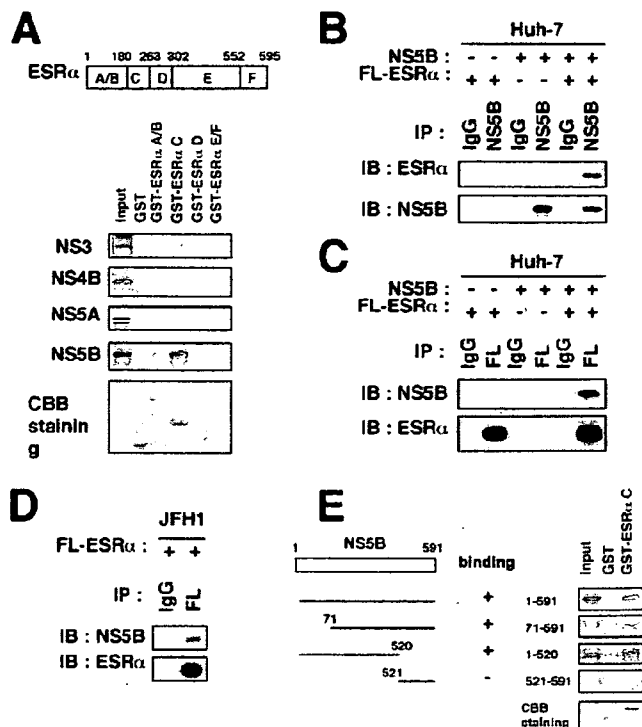 A
1 180 263 302 552 595
ESRα A/B C D E F
Input
GST
GST-ESRα A/B
GST-ESRα C
GST-ESRα D
GST-ESRα E/F
NS3
NS4B
NS5A
NS5B
CBB
stainin
g
B
Huh-7
NS5B : - - + + + +
FL-ESRα : + + - - + +
IP : IgG NS5B IgG NS5B IgG NS5B
IB : ESRα
IB : NS5B
C
Huh-7
NS5B : - - + + + +
FL-ESRα : + + - - + +
IP : IgG FL IgG FL IgG FL
IB : NS5B
IB : ESRα
D
JFH1
FL-ESRα : + +
IP : IgG FL
IB : NS5B
IB : ESRα
E
1 NS5B 591
binding
Input
GST
GST-ESRα C
+ 1-591
71 + 71-591
520 + 1-520
521 - 521-591
CBB
staining